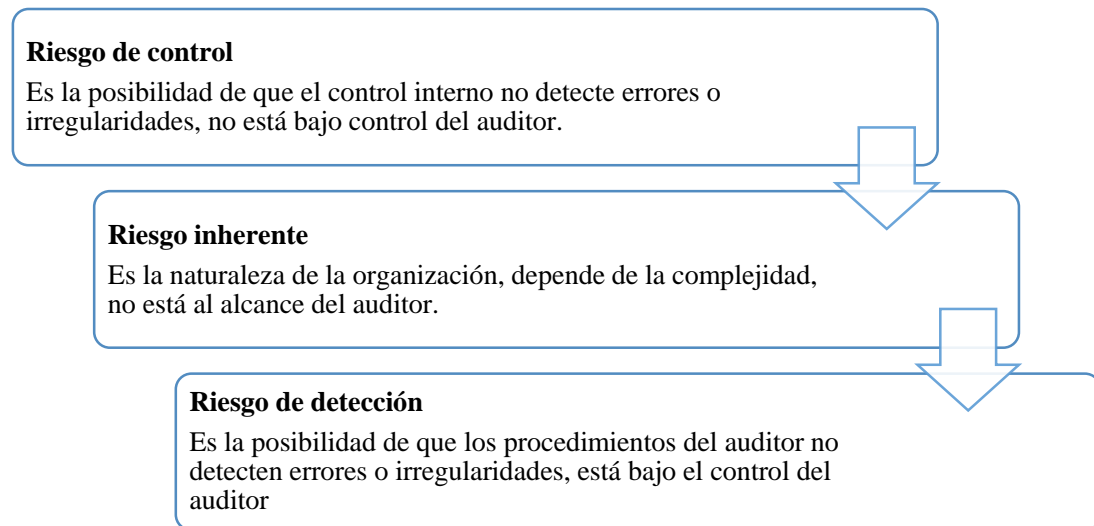 Riesgo de control
Es la posibilidad de que el control interno no detecte errores o
irregularidades, no está bajo control del auditor.
Riesgo inherente
Es la naturaleza de la organización, depende de la complejidad,
no está al alcance del auditor.
Riesgo de detección
Es la posibilidad de que los procedimientos del auditor no
detecten errores o irregularidades, está bajo el control del
auditor